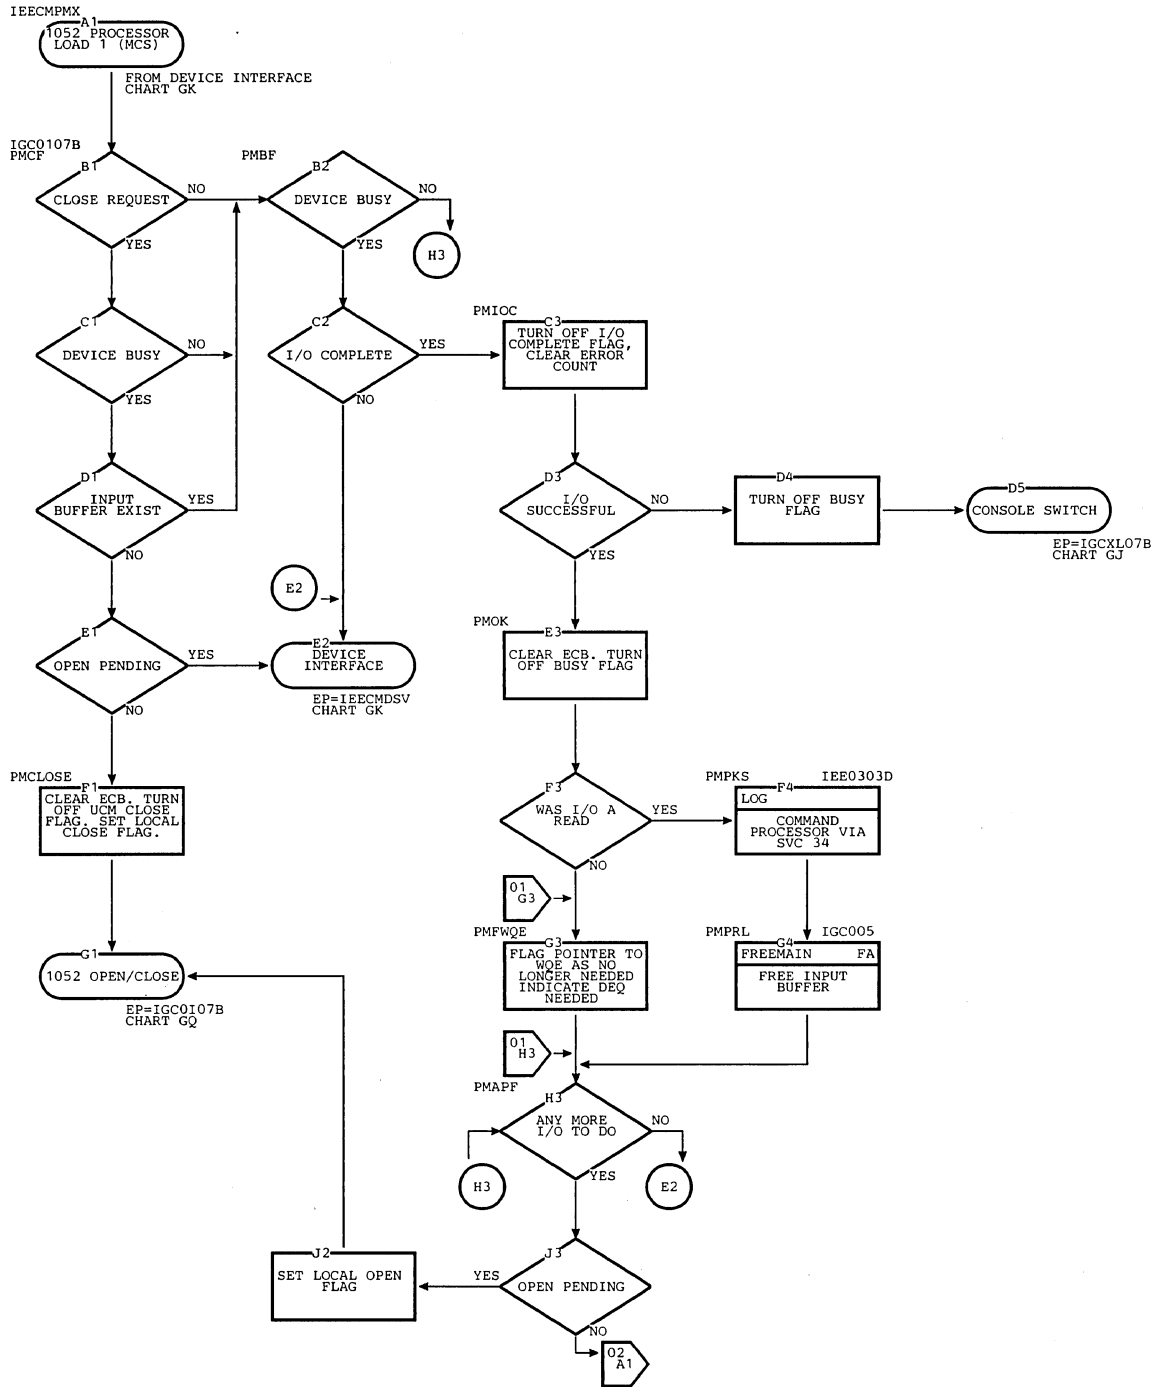 IEECMPMX
A1
1052 PROCESSOR
LOAD 1 (MCS)
FROM DEVICE INTERFACE
CHART GK
IGC0107B
PMCF
B1
CLOSE REQUEST
NO
YES
PMBF
B2
DEVICE BUSY
NO
YES
H3
C1
DEVICE BUSY
NO
YES
C2
I/O COMPLETE
YES
NO
PMIOC
C3
TURN OFF I/O
COMPLETE FLAG,
CLEAR ERROR
COUNT
D1
INPUT
BUFFER EXIST
YES
NO
D3
I/O
SUCCESSFUL
NO
YES
D4
TURN OFF BUSY
FLAG
D5
CONSOLE SWITCH
EP=IGCXL07B
CHART GJ
E2
E1
OPEN PENDING
YES
NO
E2
DEVICE
INTERFACE
EP=IEECMDSV
CHART GK
PMOK
E3
CLEAR ECB. TURN
OFF BUSY FLAG
PMCLOSE
F1
CLEAR ECB. TURN
OFF UCM CLOSE
FLAG. SET LOCAL
CLOSE FLAG.
F3
WAS I/O A
READ
YES
NO
PMPKS
IEE0303D
F4
LOG
COMMAND
PROCESSOR VIA
SVC 34
01
G3
G1
1052 OPEN/CLOSE
EP=IGC0I07B
CHART GQ
PMFWQE
G3
FLAG POINTER TO
WQE AS NO
LONGER NEEDED
INDICATE DEQ
NEEDED
PMPRL
IGC005
G4
FREEMAIN FA
FREE INPUT
BUFFER
01
H3
PMAPF
H3
ANY MORE
I/O TO DO
NO
YES
H3
E2
J2
SET LOCAL OPEN
FLAG
J3
OPEN PENDING
YES
NO
02
A1